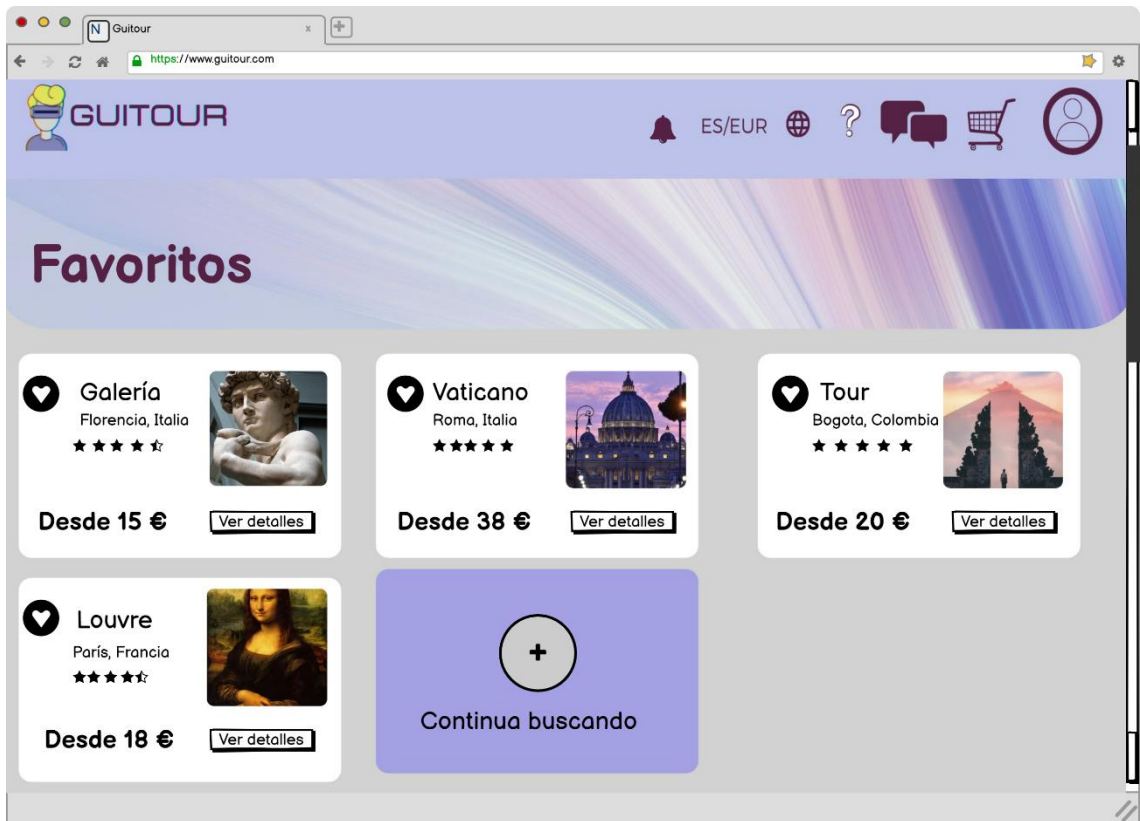 N Guitour x
https://www.guitour.com
GUITOUR
ES/EUR ?
Favoritos
Galería
Florencia, Italia
Desde 15 €
Ver detalles
Vaticano
Roma, Italia
Desde 38 €
Ver detalles
Tour
Bogota, Colombia
Desde 20 €
Ver detalles
Louvre
París, Francia
Desde 18 €
Ver detalles
+
Continua buscando